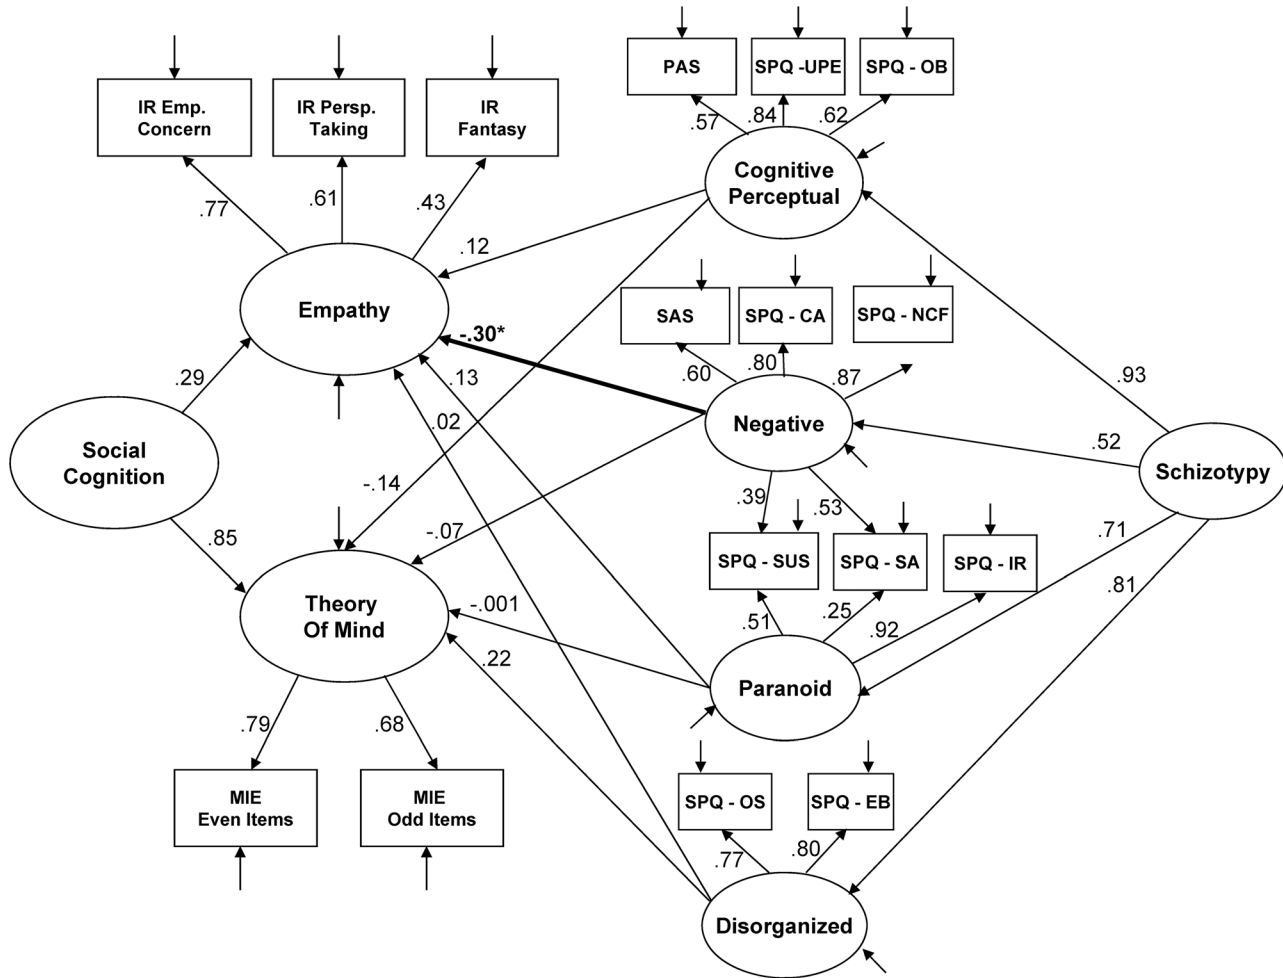 PAS
SPQ -UPE
SPQ - OB
IR Emp.
Concern
IR Persp.
Taking
IR
Fantasy
.57
.84
.62
Cognitive
Perceptual
.77
.61
.43
.12
Empathy
SAS
SPQ - CA
SPQ - NCF
-.30*
.60
.80
.87
.29
.13
.93
.02
Negative
.52
Social
Cognition
Schizotypy
-.14
.39
.53
.85
-.07
.71
SPQ - SUS
SPQ - SA
SPQ - IR
.81
Theory
Of Mind
-.001
.51
.25
.92
.22
Paranoid
.79
.68
SPQ - OS
SPQ - EB
MIE
Even Items
MIE
Odd Items
.77
.80
Disorganized